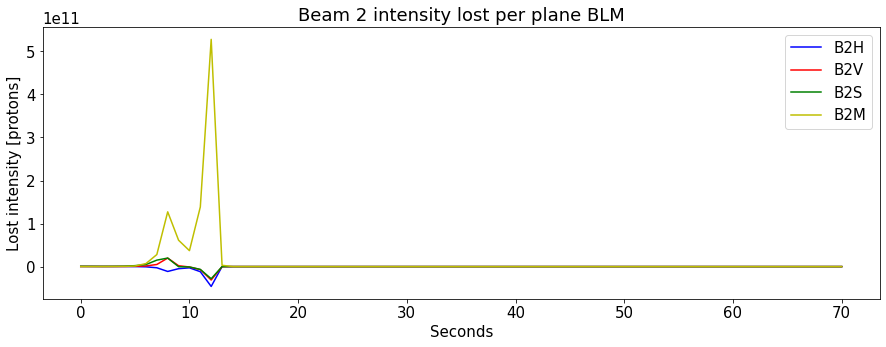 Beam 2 intensity lost per plane BLM
1e11
Lost intensity [protons]
5
4
3
2
1
0
0 10 20 30 40 50 60 70
Seconds
B2H
B2V
B2S
B2M